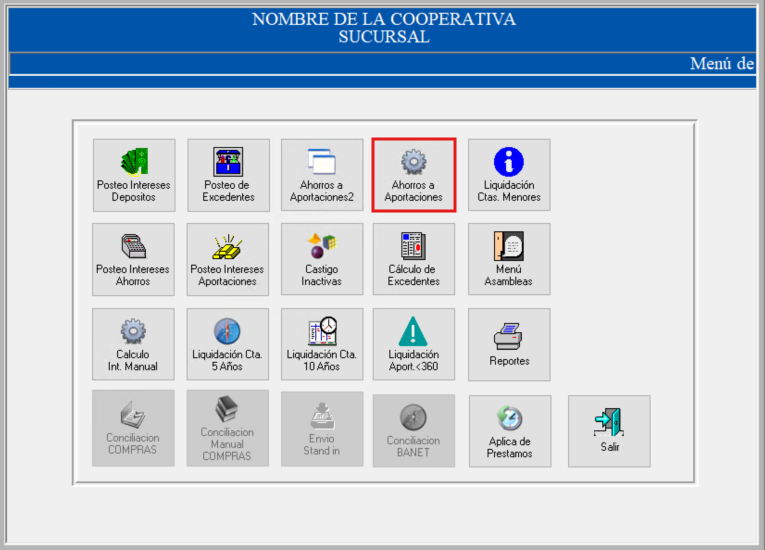 NOMBRE DE LA COOPERATIVA
SUCURSAL
Menú de
Posteo Intereses
Depositos
Posteo de
Excedentes
Ahorros a
Aportaciones2
Ahorros a
Aportaciones
Liquidación
Ctas. Menores
Posteo Intereses
Ahorros
Posteo Intereses
Aportaciones
Castigo
Inactivas
Cálculo de
Excedentes
Menú
Asambleas
Calculo
Int. Manual
Liquidación Cta.
5 Años
Liquidación Cta.
10 Años
Liquidación
Aport.<360
Reportes
Conciliacion
COMPRAS
Conciliacion
Manual
COMPRAS
Envio
Stand in
Conciliacion
BANET
Aplica de
Prestamos
Salir